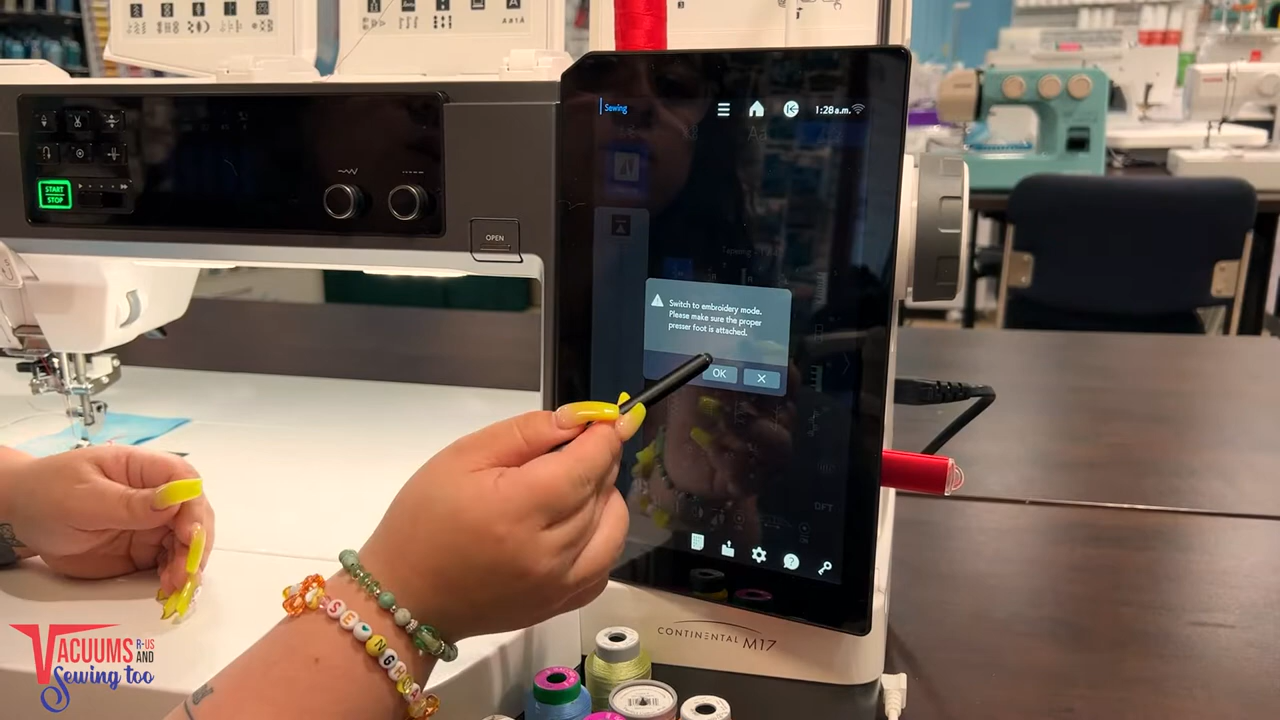 Sewing
1:28 a.m.
START
STOP
OPEN
Switch to embroidery mode.
Please make sure the proper
presser foot is attached.
OK
X
CONTINENTAL M17
VACUUMS R-US
AND
Sewing too